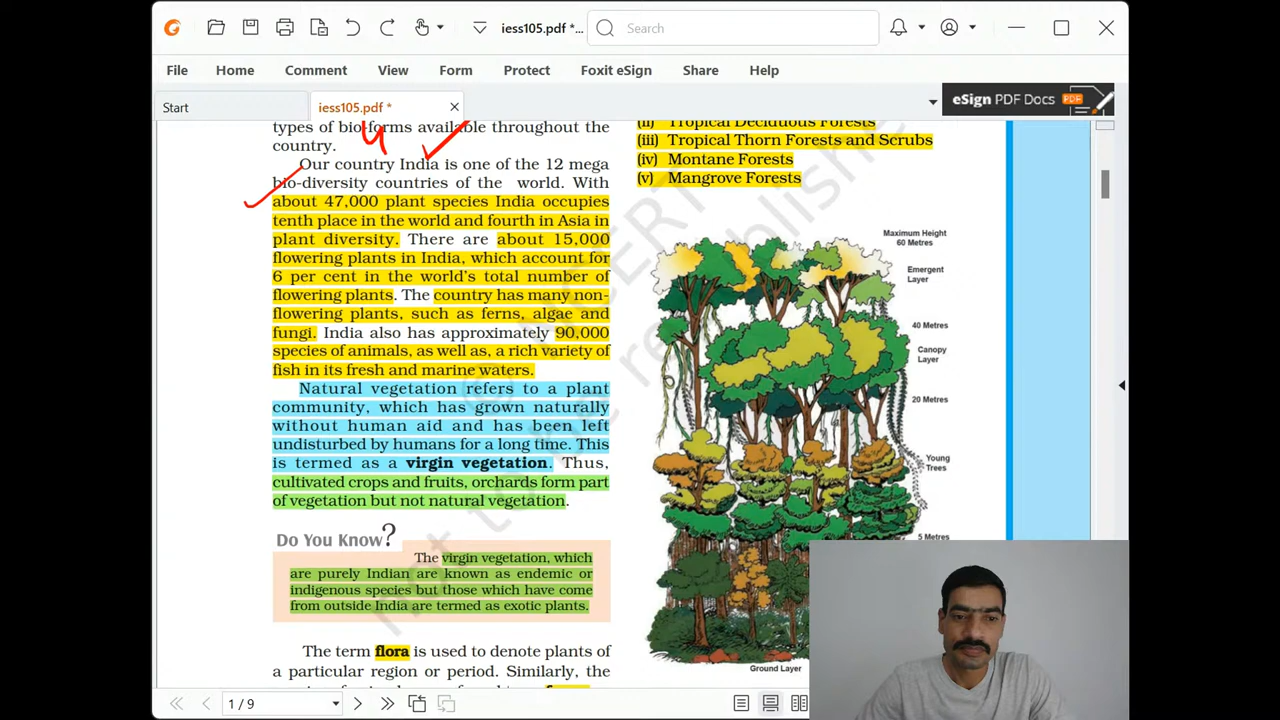 iess105.pdf *...
Search
File
Home
Comment
View
Form
Protect
Foxit eSign
Share
Help
Start
iess105.pdf *
eSign PDF Docs
PDF
types of bio-forms available throughout the
country.
4
Our country India is one of the 12 mega
bio-diversity countries of the world. With
about 47,000 plant species India occupies
tenth place in the world and fourth in Asia in
plant diversity. There are about 15,000
flowering plants in India, which account for
6 per cent in the world's total number of
flowering plants. The country has many non-
flowering plants, such as ferns, algae and
fungi. India also has approximately 90,000
species of animals, as well as, a rich variety of
fish in its fresh and marine waters.
Natural vegetation refers to a plant
community, which has grown naturally
without human aid and has been left
undisturbed by humans for a long time. This
is termed as a virgin vegetation. Thus,
cultivated crops and fruits, orchards form part
of vegetation but not natural vegetation.
Do You Know?
The virgin vegetation, which
are purely Indian are known as endemic or
indigenous species but those which have come
from outside India are termed as exotic plants.
The term flora is used to denote plants of
a particular region or period. Similarly, the
(ii) Tropical Deciduous Forests
(iii) Tropical Thorn Forests and Scrubs
(iv) Montane Forests
(v) Mangrove Forests
Maximum Height
60 Metres
Emergent
Layer
40 Metres
Canopy
Layer
20 Metres
Young
Trees
5 Metres
Ground Layer
1 / 9